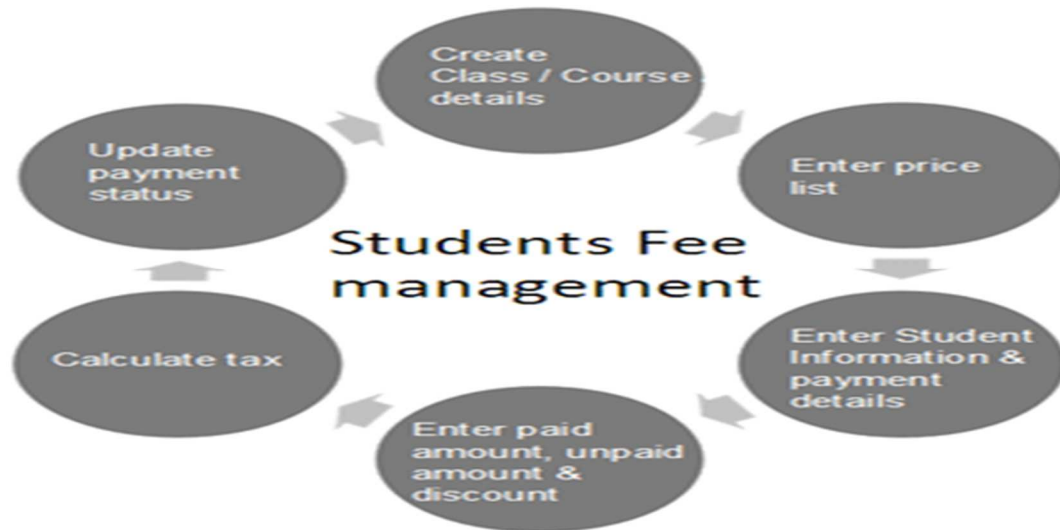 Create
Class / Course
details
Enter price
list
Enter Student
Information &
payment
details
Enter paid
amount, unpaid
amount &
discount
Calculate tax
Update
payment
status
Students Fee
management